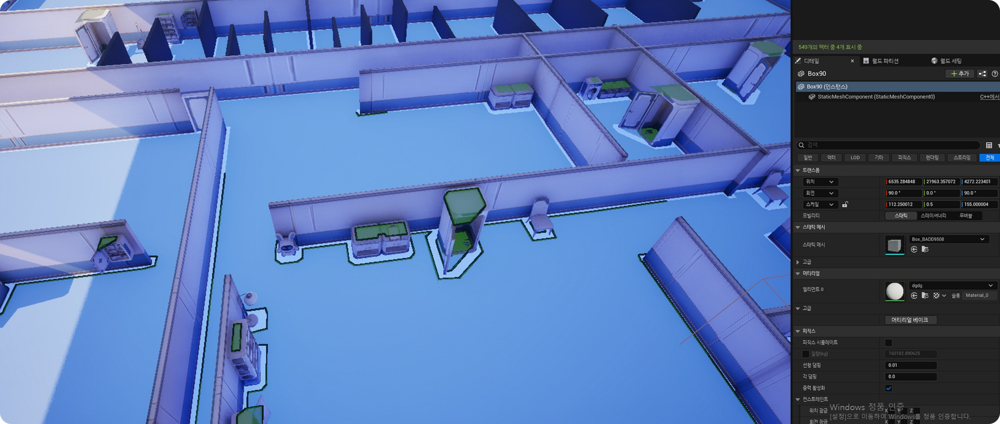 549개의 액터 중 4개 표시 중
디테일 × 월드 파티션 월드 세팅
Box90 + 추가
Box90 (인스턴스)
StaticMeshComponent (StaticMeshComponent0) C++에서
검색
일반 액터 LOD 기타 피직스 렌더링 스트리밍 전체
트랜스폼
위치 6535.284848 21963.357072 4272.223401
회전 90.0 ° 0.0 ° 90.0 °
스케일 112.250012 0.5 155.000004
모빌리티 스태틱 스테이셔너리 무버블
스태틱 메시
스태틱 메시 Box_BADD9508
고급
머티리얼
엘리먼트 0 dgdg
슬롯 Material_0
고급
머티리얼 베이크
피직스
피직스 시뮬레이트
질량(kg) 160182.890625
선형 댐핑 0.01
각 댐핑 0.0
중력 활성화
컨스트레인트
Windows 정품 인증
위치 잠금 X Y Z
[설정]으로 이동하여 Windows를 정품 인증합니다.
회전 잠금 X Y Z